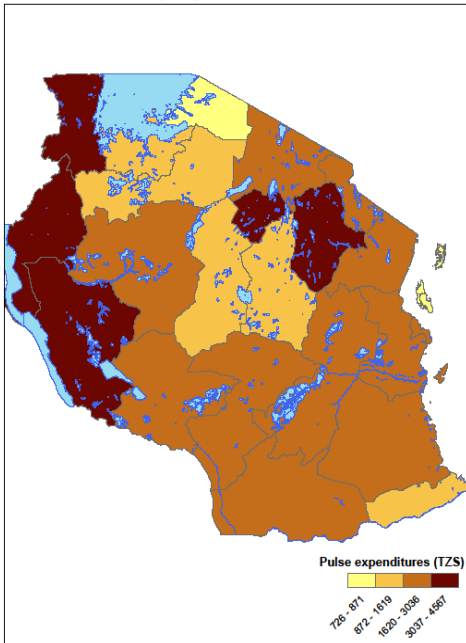 Pulse expenditures (TZS)
726 - 871
872 - 1619
1620 - 3036
3037 - 4567